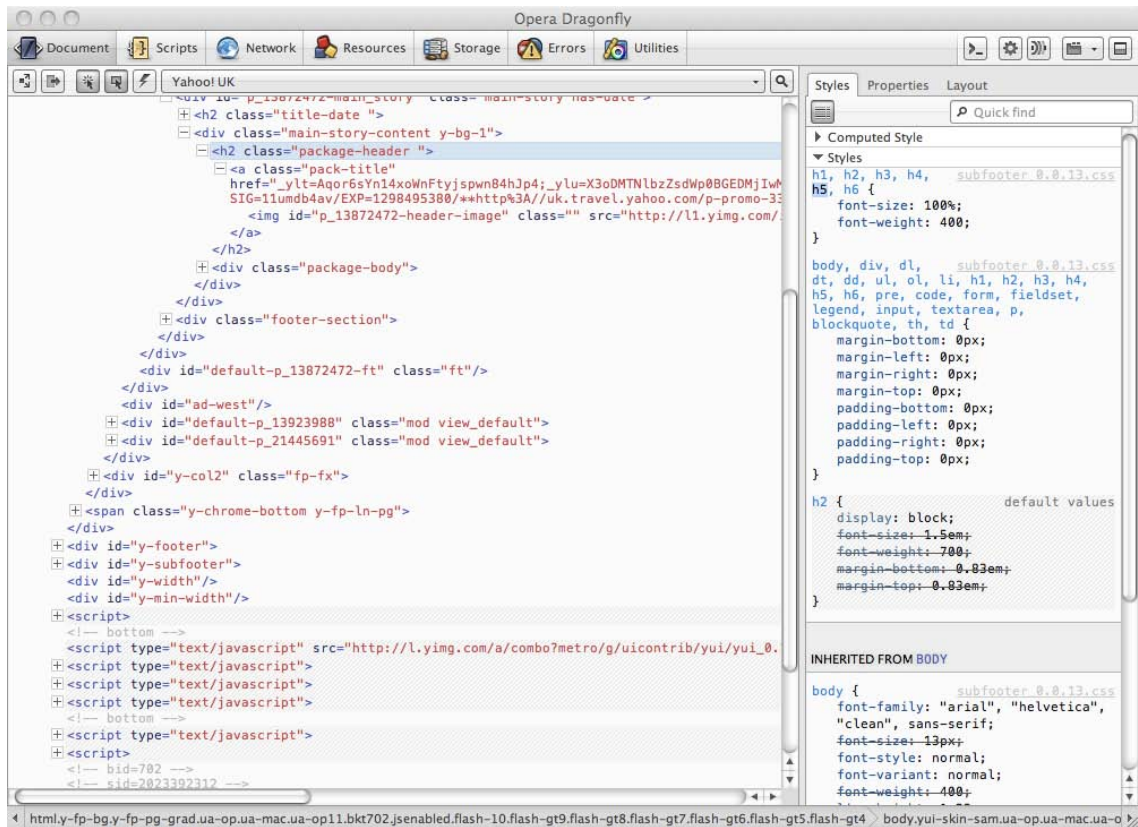 Opera Dragonfly
Document Scripts Network Resources Storage Errors Utilities
Yahoo! UK
<div id="p_13872472-main_story" class="main-story has-date">
<h2 class="title-date ">
<div class="main-story-content y-bg-1">
<h2 class="package-header ">
<a class="pack-title"
href="_ylt=Aqor6sYn14xoWnFtyjspwn84hJp4;_ylu=X3oDMTNlbzZsdWp0BGEDMjIwM
SIG=11umdb4av/EXP=1298495380/**http%3A//uk.travel.yahoo.com/p-promo-33
<img id="p_13872472-header-image" class="" src="http://l1.yimg.com/
</a>
</h2>
<div class="package-body">
</div>
</div>
<div class="footer-section">
</div>
</div>
<div id="default-p_13872472-ft" class="ft"/>
</div>
<div id="ad-west"/>
<div id="default-p_13923988" class="mod view_default">
<div id="default-p_21445691" class="mod view_default">
</div>
<div id="y-col2" class="fp-fx">
</div>
<span class="y-chrome-bottom y-fp-ln-pg">
</div>
<div id="y-footer">
<div id="y-subfooter">
<div id="y-width"/>
<div id="y-min-width"/>
<script>
<!-- bottom -->
<script type="text/javascript" src="http://l.yimg.com/a/combo?metro/g/uicontrib/yui/yui_0.
<script type="text/javascript">
<script type="text/javascript">
<script type="text/javascript">
<!-- bottom -->
<script type="text/javascript">
<script>
<!-- bid=702 -->
<!-- sid=2023392312 -->
Styles Properties Layout
Quick find
Computed Style
Styles
h1, h2, h3, h4, subfooter_0.0.13.css
h5, h6 {
font-size: 100%;
font-weight: 400;
}
body, div, dl, subfooter_0.0.13.css
dt, dd, ul, ol, li, h1, h2, h3, h4,
h5, h6, pre, code, form, fieldset,
legend, input, textarea, p,
blockquote, th, td {
margin-bottom: 0px;
margin-left: 0px;
margin-right: 0px;
margin-top: 0px;
padding-bottom: 0px;
padding-left: 0px;
padding-right: 0px;
padding-top: 0px;
}
h2 { default values
display: block;
font-size: 1.5em;
font-weight: 700;
margin-bottom: 0.83em;
margin-top: 0.83em;
}
INHERITED FROM BODY
body { subfooter_0.0.13.css
font-family: "arial", "helvetica",
"clean", sans-serif;
font-size: 13px;
font-style: normal;
font-variant: normal;
font-weight: 400;
html.y-fp-bg.y-fp-pg-grad.ua-op.ua-mac.ua-op11.bkt702.jsenabled.flash-10.flash-gt9.flash-gt8.flash-gt7.flash-gt6.flash-gt5.flash-gt4 body.yui-skin-sam.ua-op.ua-mac.ua-o